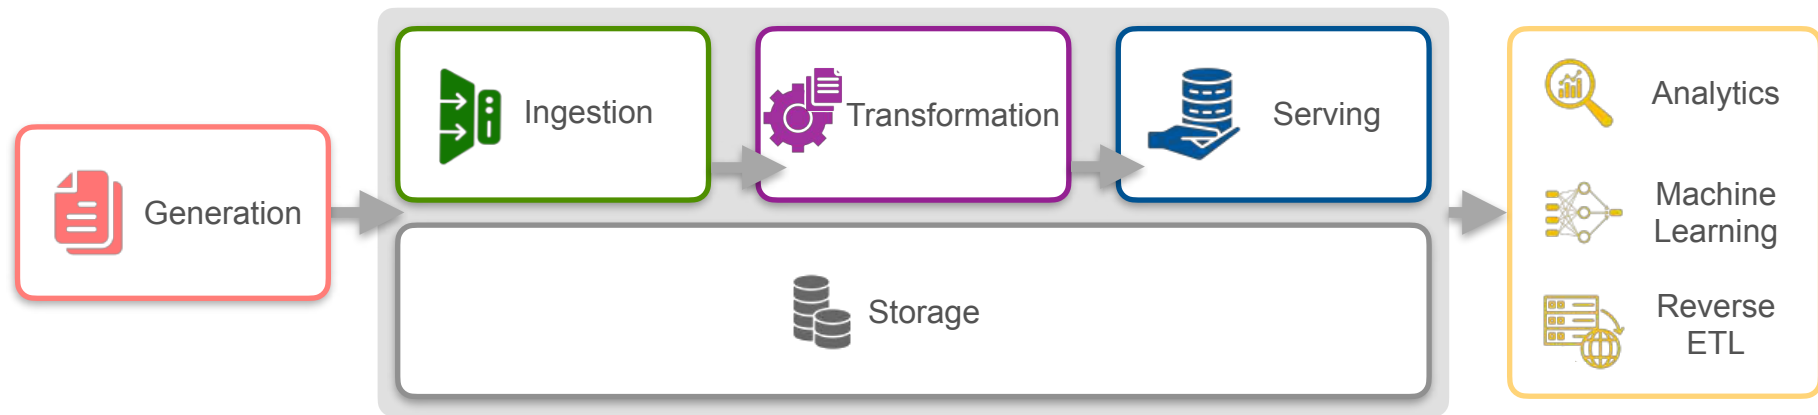 Generation
Ingestion
Transformation
Serving
Storage
Analytics
Machine
Learning
Reverse
ETL